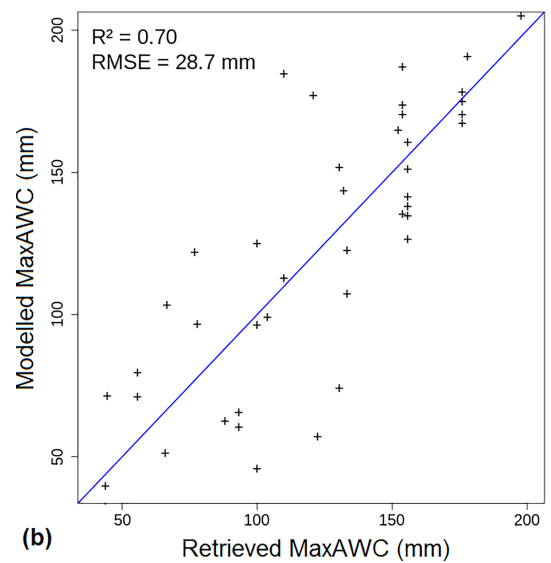 R² = 0.70
RMSE = 28.7 mm
Modelled MaxAWC (mm)
200
150
100
50
50 100 150 200
Retrieved MaxAWC (mm)
(b)